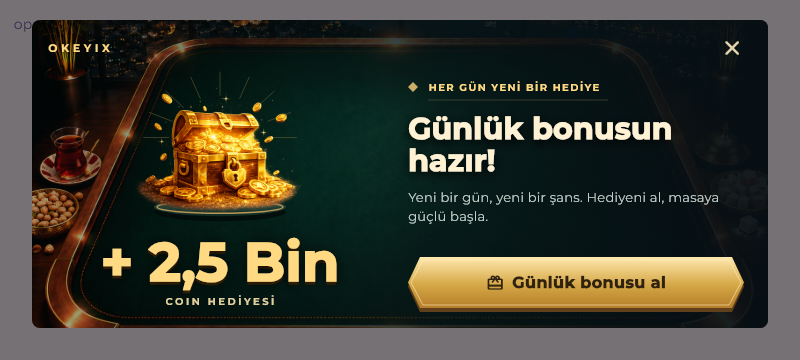 op
OKEYIX
HER GÜN YENİ BİR HEDİYE
Günlük bonusun
hazır!
Yeni bir gün, yeni bir şans. Hediyeni al, masaya
güçlü başla.
+ 2,5 Bin
COIN HEDİYESİ
Günlük bonusu al